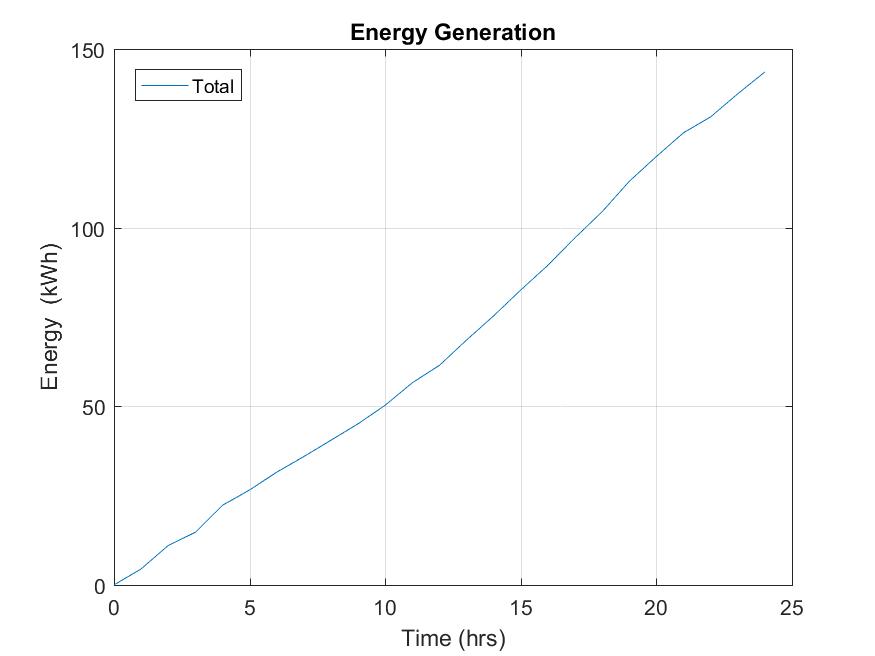 Energy Generation
150
Total
100
Energy (kWh)
50
0
0 5 10 15 20 25
Time (hrs)